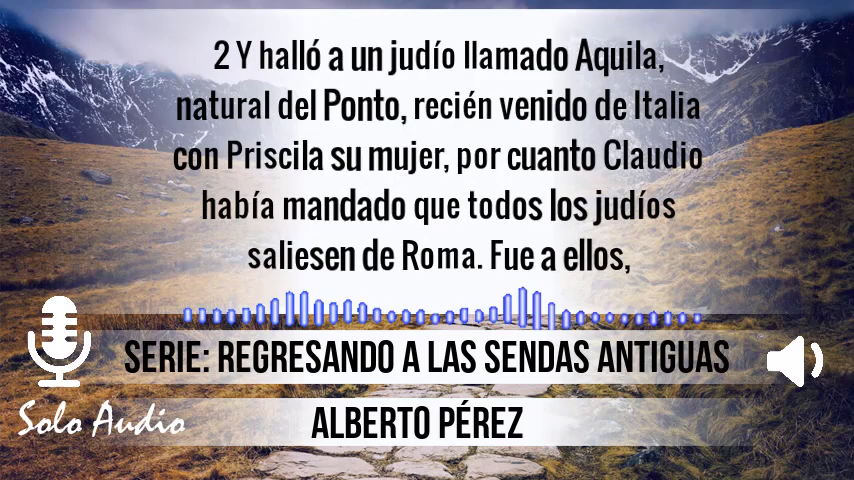 2 Y halló a un judío llamado Aquila,
natural del Ponto, recién venido de Italia
con Priscila su mujer, por cuanto Claudio
había mandado que todos los judíos
saliesen de Roma. Fue a ellos,
SERIE: REGRESANDO A LAS SENDAS ANTIGUAS
Solo Audio
ALBERTO PÉREZ